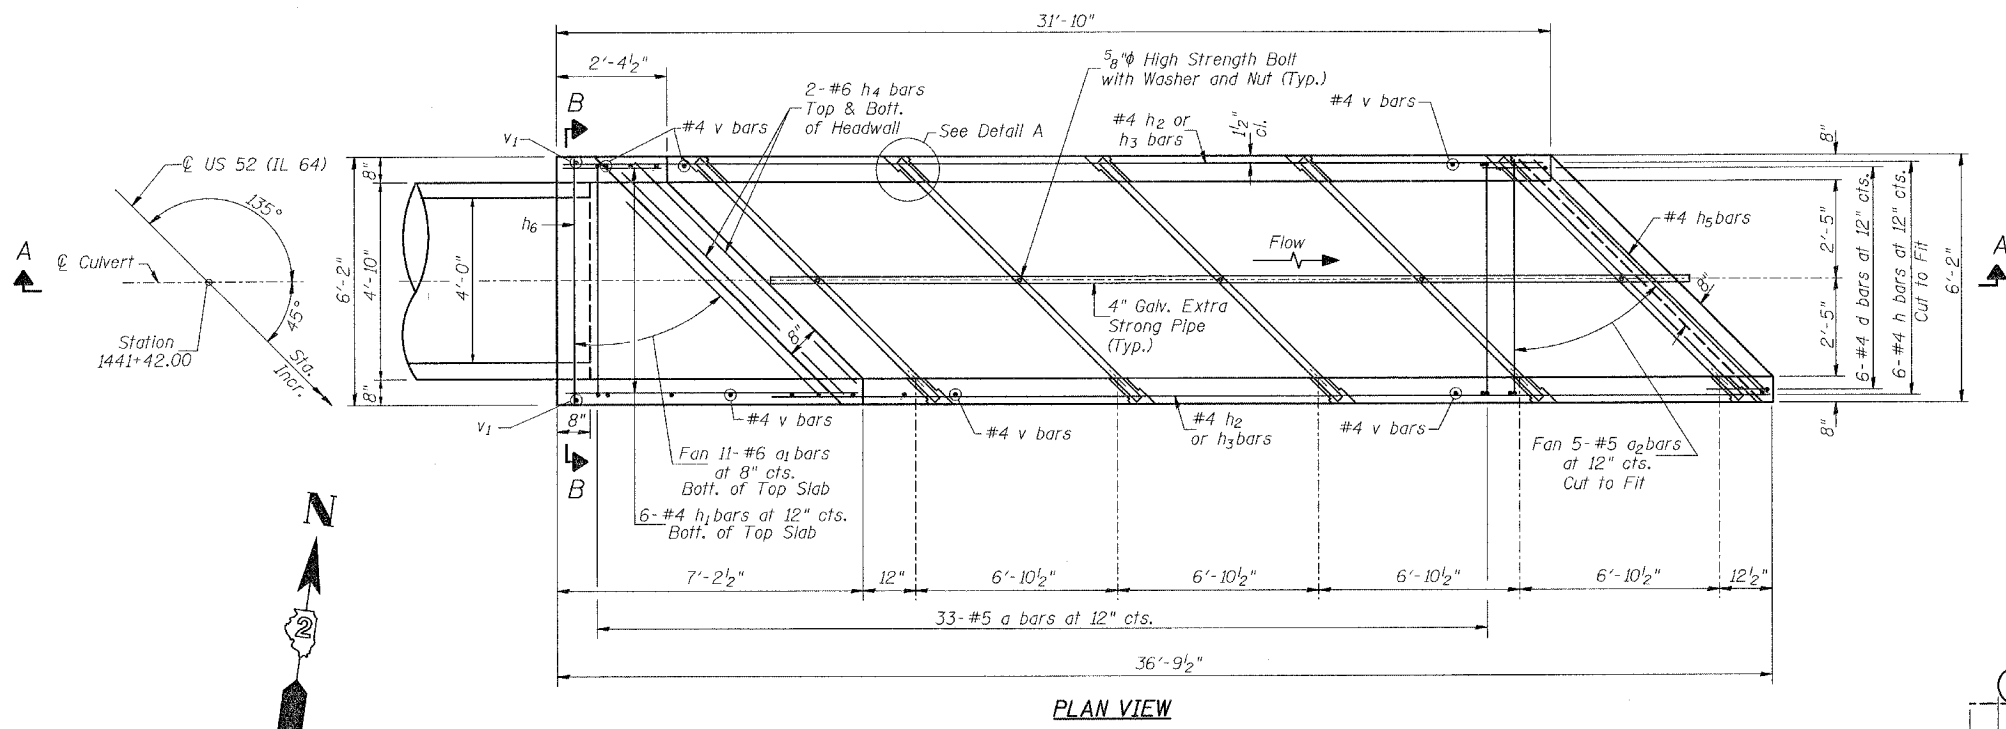 31'-10"
2'-4½"
⅝"ϕ High Strength Bolt
with Washer and Nut (Typ.)
2-#6 h4 bars
Top & Bott.
of Headwall
B
#4 v bars
v1
See Detail A
#4 h2 or
h3 bars
1½"
cl.
#4 v bars
8"
℄ US 52 (IL 64)
135°
A
℄ Culvert
45°
Station
1441+42.00
Sta.
Incr.
6'-2"
8"
4'-10"
8"
4'-0"
h6
Flow
4" Galv. Extra
Strong Pipe
(Typ.)
8"
#4 h5 bars
8"
2'-5"
2'-5"
8"
6-#4 d bars at 12" cts.
6-#4 h bars at 12" cts.
Cut to Fit
6'-2"
A
v1
8"
#4 v bars
#4 v bars
#4 h2
or h3 bars
#4 v bars
B
Fan 11-#6 a1 bars
at 8" cts.
Bott. of Top Slab
6-#4 h1 bars at 12" cts.
Bott. of Top Slab
Fan 5-#5 a2 bars
at 12" cts.
Cut to Fit
N
2
7'-2½"
12"
6'-10½"
6'-10½"
6'-10½"
6'-10½"
12½"
33-#5 a bars at 12" cts.
36'-9½"
PLAN VIEW